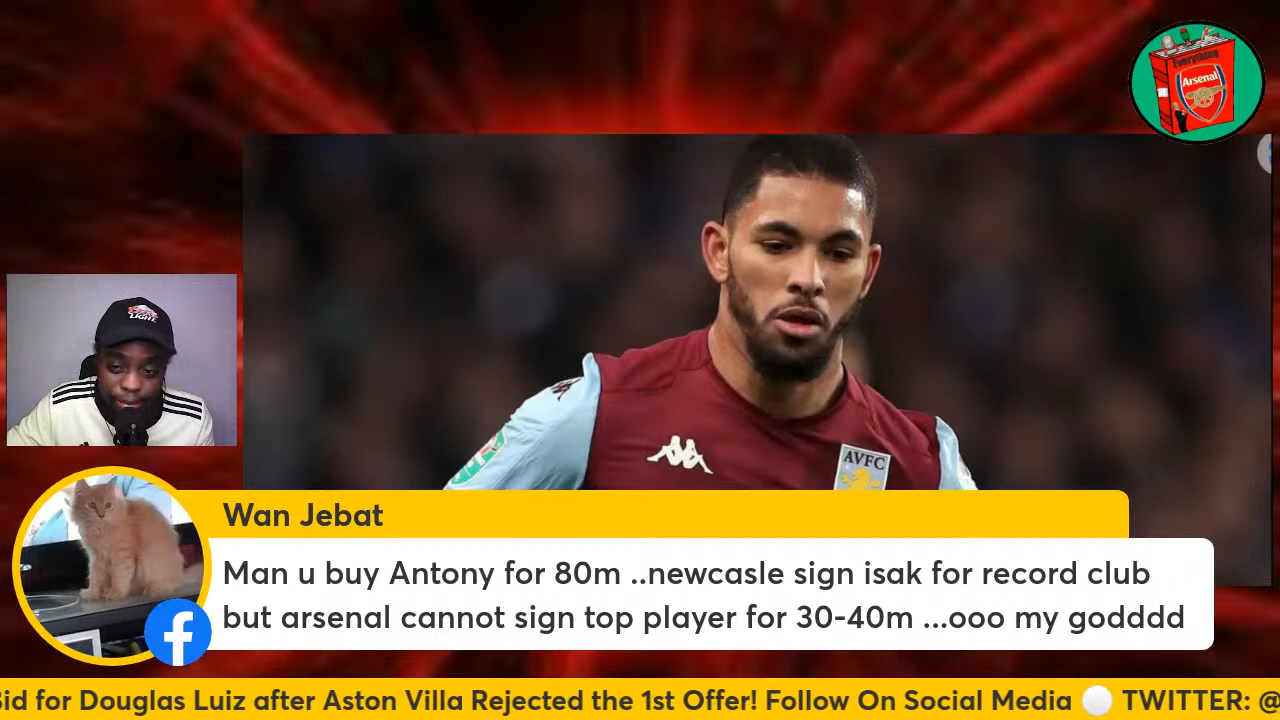 Everything
Arsenal
LIGHT
AVFC
Wan Jebat
Man u buy Antony for 80m ..newcasle sign isak for record club
but arsenal cannot sign top player for 30-40m ...ooo my godddd
Bid for Douglas Luiz after Aston Villa Rejected the 1st Offer! Follow On Social Media ⚪ TWITTER: @